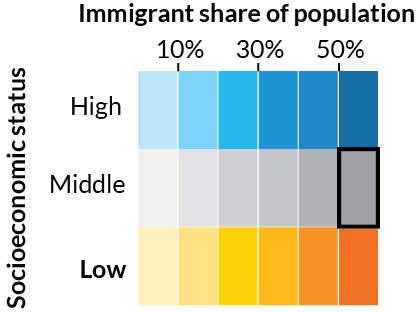 Immigrant share of population
10% 30% 50%
Socioeconomic status
High
Middle
Low